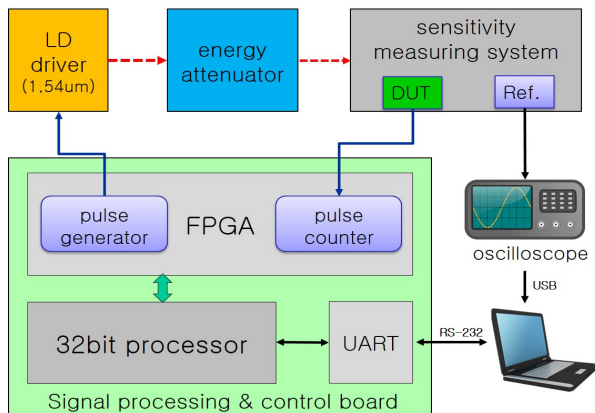 LD
driver
(1.54um)
energy
attenuator
sensitivity
measuring system
DUT
Ref.
pulse
generator
FPGA
pulse
counter
oscilloscope
USB
32bit processor
UART
RS-232
Signal processing & control board